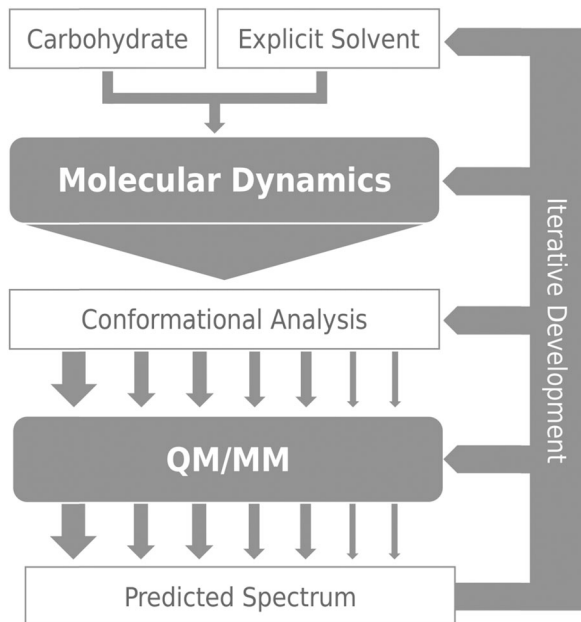 Carbohydrate
Explicit Solvent
Molecular Dynamics
Conformational Analysis
QM/MM
Predicted Spectrum
Iterative Development